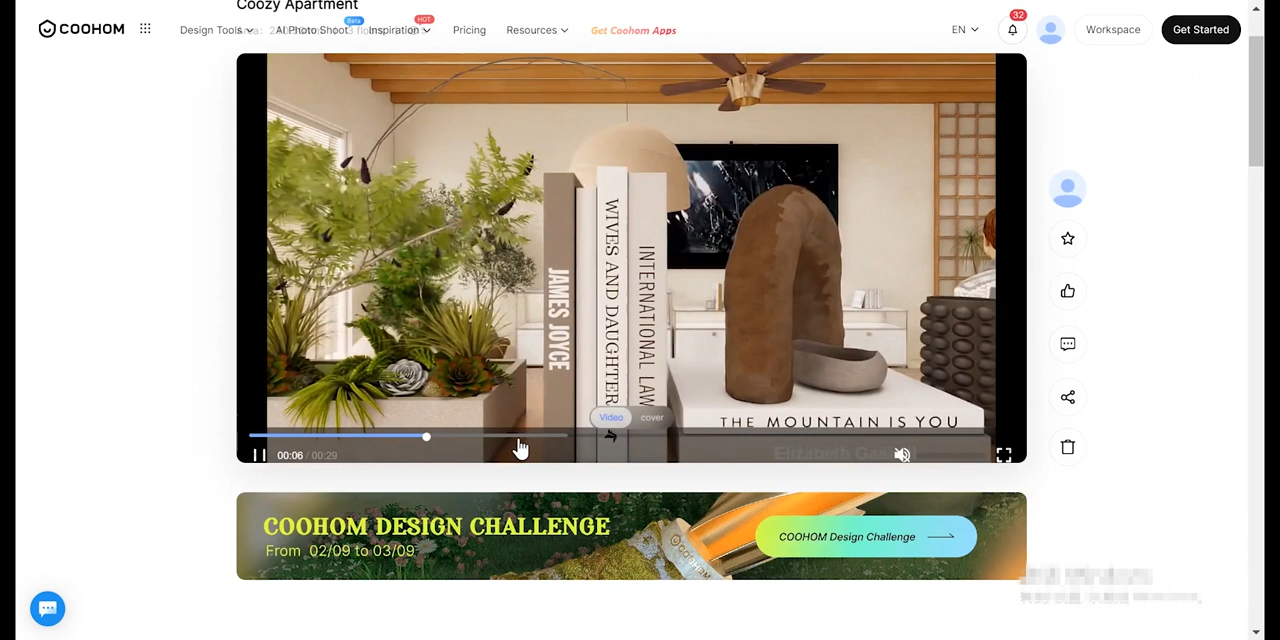 Coozy Apartment
COOHOM
Design Tools
Beta
AI Photo Shoot
HOT
Inspiration
Pricing
Resources
Get Coohom Apps
EN
32
Workspace
Get Started
JAMES JOYCE
WIVES AND DAUGHTERS
INTERNATIONAL LAW
THE MOUNTAIN IS YOU
Video
cover
00:06 / 00:29
COOHOM DESIGN CHALLENGE
From 02/09 to 03/09
COOHOM
COOHOM Design Challenge